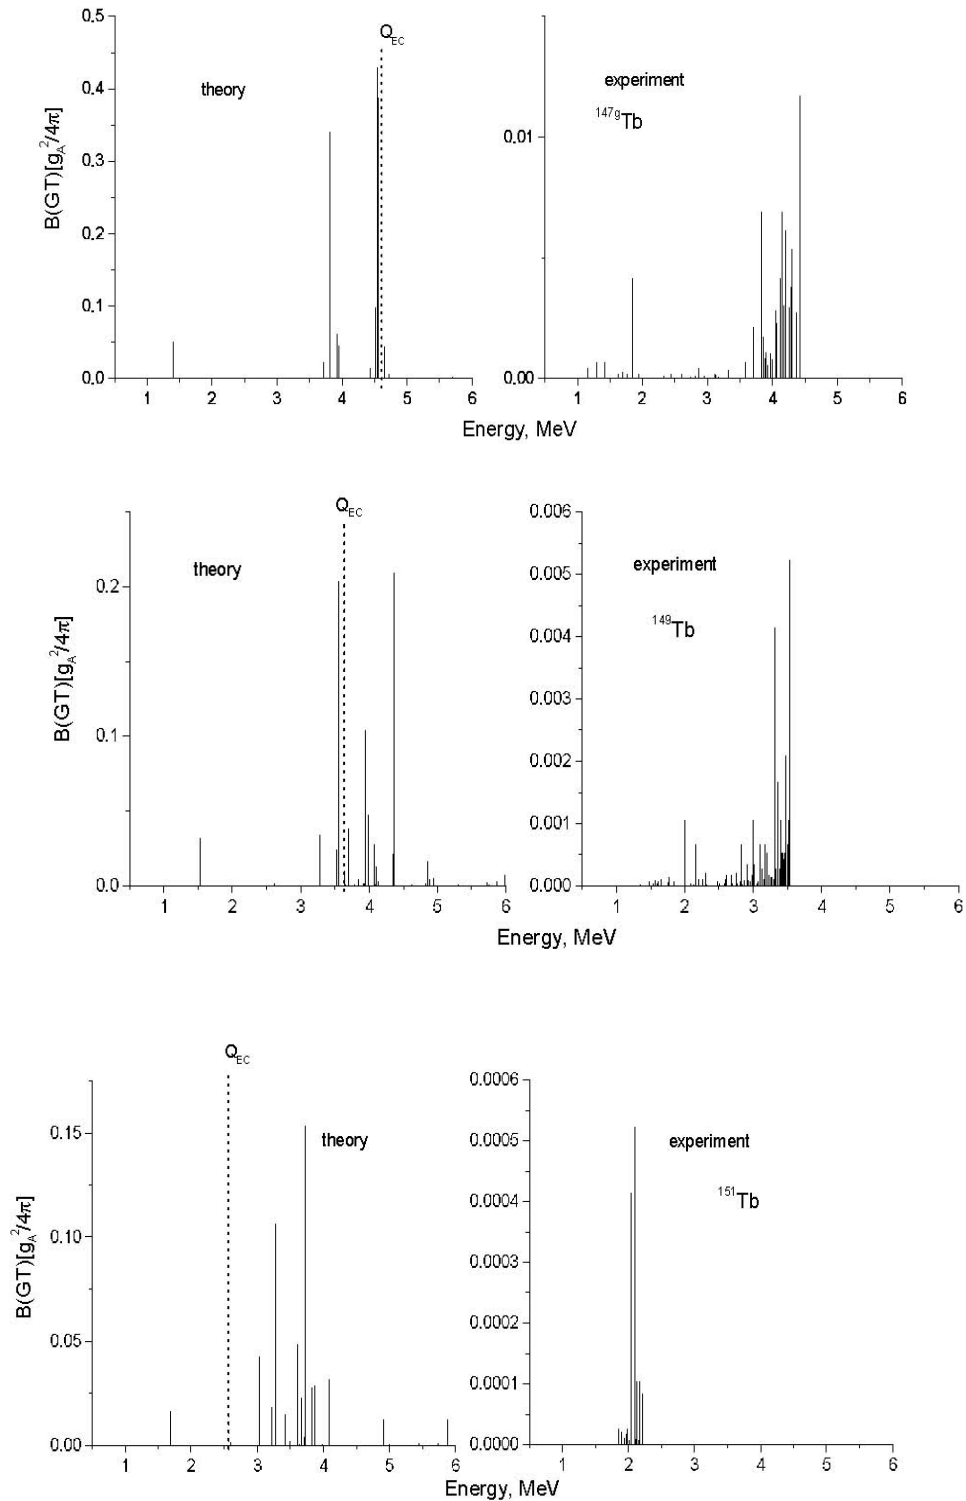 0.5
0.4
0.3
0.2
0.1
0.0
B(GT)[g_A^2/4π]
theory
Q_EC
1 2 3 4 5 6
0.01
0.00
experiment
^147gTb
1 2 3 4 5 6
Energy, MeV
0.2
0.1
0.0
B(GT)[g_A^2/4π]
theory
Q_EC
1 2 3 4 5 6
0.006
0.005
0.004
0.003
0.002
0.001
0.000
experiment
^149Tb
1 2 3 4 5 6
Energy, MeV
0.15
0.10
0.05
0.00
B(GT)[g_A^2/4π]
Q_EC
theory
1 2 3 4 5 6
0.0006
0.0005
0.0004
0.0003
0.0002
0.0001
0.0000
experiment
^151Tb
1 2 3 4 5 6
Energy, MeV